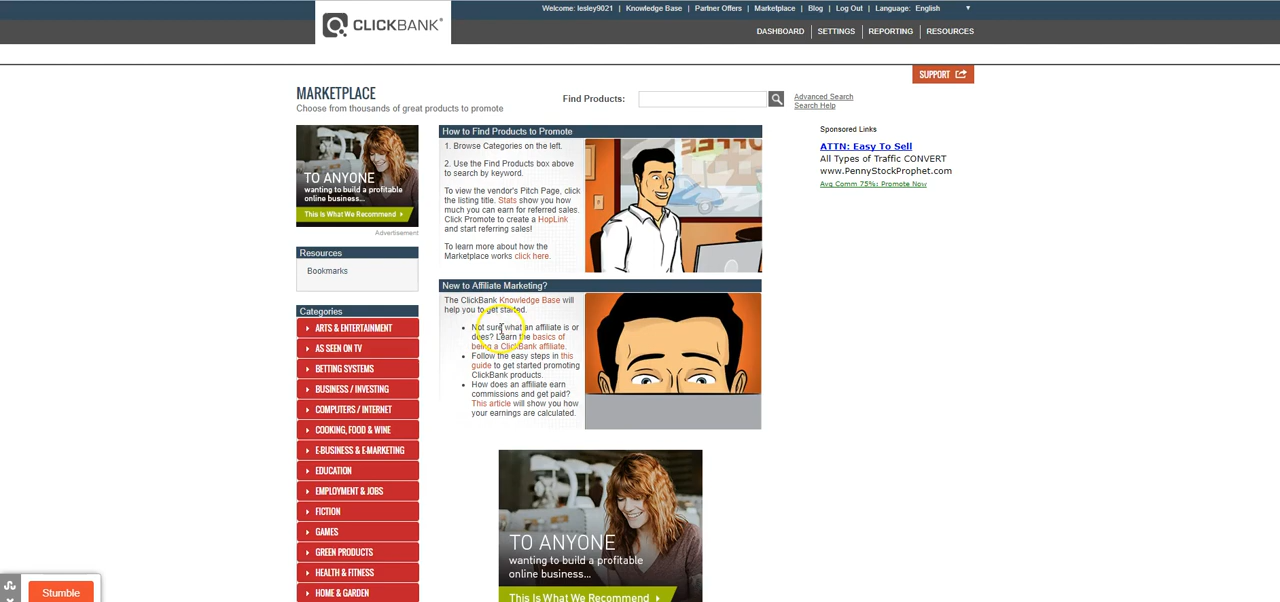 Welcome: lesley9021 | Knowledge Base | Partner Offers | Marketplace | Blog | Log Out | Language: English ▼
CLICKBANK®
DASHBOARD | SETTINGS | REPORTING | RESOURCES
SUPPORT
MARKETPLACE
Choose from thousands of great products to promote
Find Products:
Advanced Search
Search Help
TO ANYONE
wanting to build a profitable
online business...
This Is What We Recommend
Advertisement
Resources
Bookmarks
Categories
ARTS & ENTERTAINMENT
AS SEEN ON TV
BETTING SYSTEMS
BUSINESS / INVESTING
COMPUTERS / INTERNET
COOKING, FOOD & WINE
E-BUSINESS & E-MARKETING
EDUCATION
EMPLOYMENT & JOBS
FICTION
GAMES
GREEN PRODUCTS
HEALTH & FITNESS
HOME & GARDEN
How to Find Products to Promote
1. Browse Categories on the left.
2. Use the Find Products box above
to search by keyword.
To view the vendor's Pitch Page, click
the listing title. Stats show you how
much you can earn for referred sales.
Click Promote to create a HopLink
and start referring sales!
To learn more about how the
Marketplace works click here.
COFFEE
New to Affiliate Marketing?
The ClickBank Knowledge Base will
help you to get started.
• Not sure what an affiliate is or
does? Learn the basics of
being a ClickBank affiliate.
• Follow the easy steps in this
guide to get started promoting
ClickBank products.
• How does an affiliate earn
commissions and get paid?
This article will show you how
your earnings are calculated.
TO ANYONE
wanting to build a profitable
online business...
This Is What We Recommend
Sponsored Links
ATTN: Easy To Sell
All Types of Traffic CONVERT
www.PennyStockProphet.com
Avg Comm 75%: Promote Now
Stumble